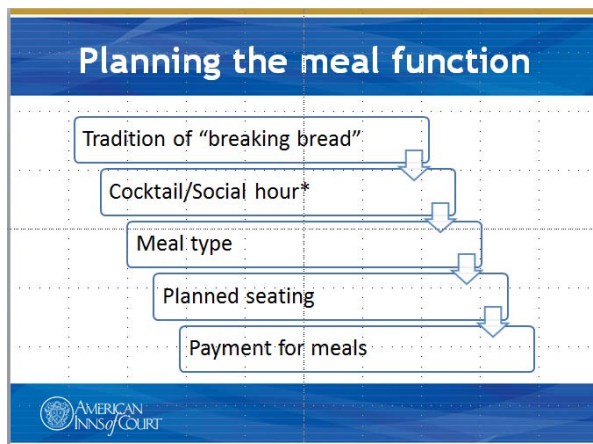 Planning the meal function
Tradition of “breaking bread”
Cocktail/Social hour*
Meal type
Planned seating
Payment for meals
AMERICAN
INNS of COURT